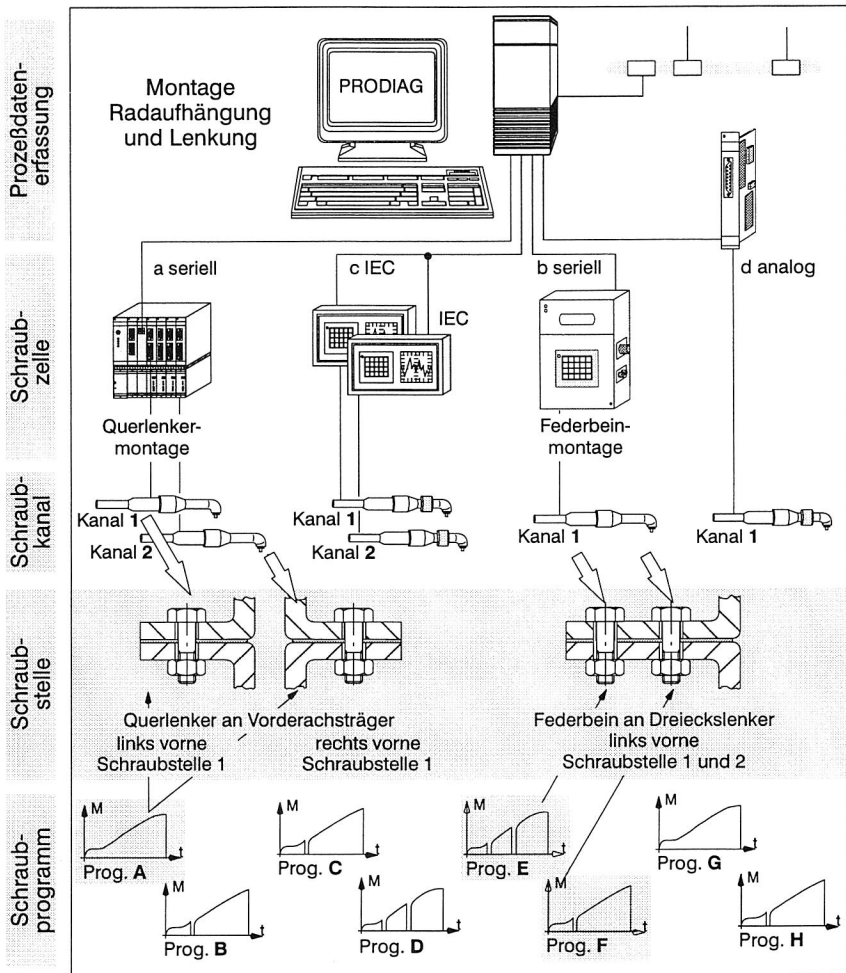 Prozeßdaten-
erfassung
Montage
Radaufhängung
und Lenkung
PRODIAG
Schraub-
zelle
a seriell
c IEC
b seriell
d analog
IEC
Querlenker-
montage
Federbein-
montage
Schraub-
kanal
Kanal 1
Kanal 2
Kanal 1
Kanal 2
Kanal 1
Kanal 1
Schraub-
stelle
Querlenker an Vorderachsträger
links vorne
rechts vorne
Schraubstelle 1
Schraubstelle 1
Federbein an Dreieckslenker
links vorne
Schraubstelle 1 und 2
Schraub-
programm
M
t
Prog. A
M
t
Prog. B
M
t
Prog. C
M
t
Prog. D
M
t
Prog. E
M
t
Prog. F
M
t
Prog. G
M
t
Prog. H